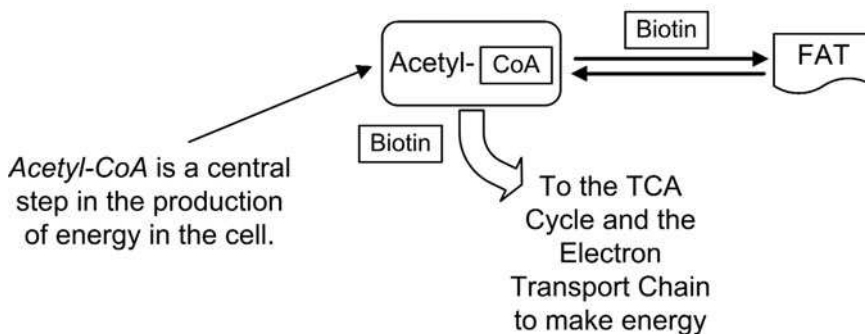 Biotin
Acetyl- CoA
FAT
Biotin
Acetyl-CoA is a central
step in the production
of energy in the cell.
To the TCA
Cycle and the
Electron
Transport Chain
to make energy